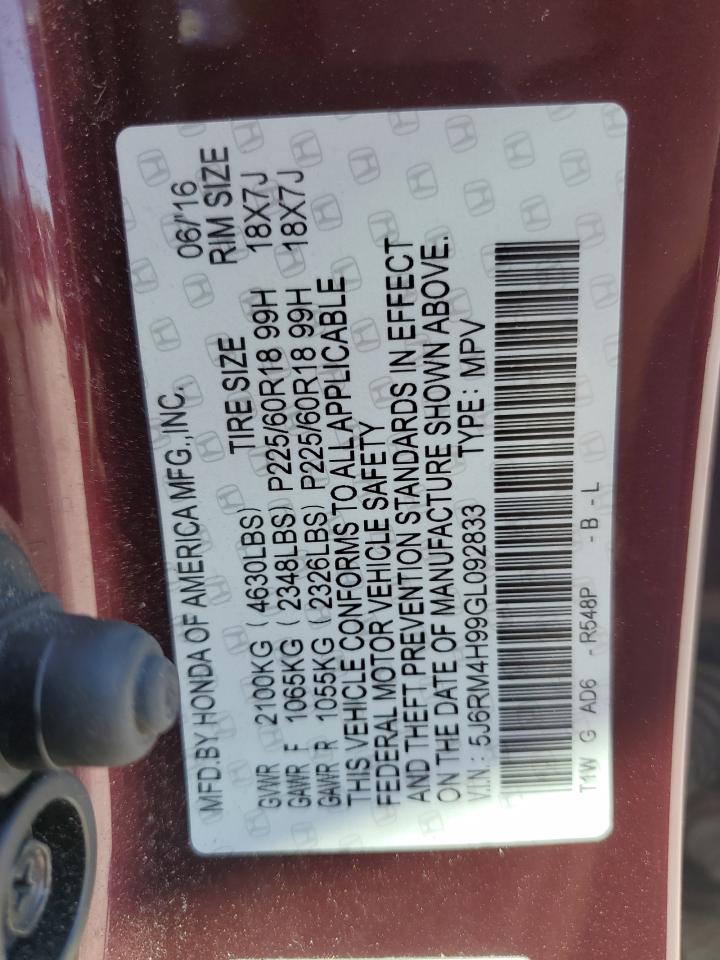 MFD.BY HONDA OF AMERICA MFG.,INC. 06/'16
TIRE SIZE RIM SIZE
GVWR 2100KG ( 4630LBS)
GAWR F 1065KG ( 2348LBS) P225/60R18 99H 18X7J
GAWR R 1055KG ( 2326LBS) P225/60R18 99H 18X7J
THIS VEHICLE CONFORMS TO ALL APPLICABLE
FEDERAL MOTOR VEHICLE SAFETY
AND THEFT PREVENTION STANDARDS IN EFFECT
ON THE DATE OF MANUFACTURE SHOWN ABOVE.
V.I.N: 5J6RM4H99GL092833 TYPE: MPV
T1W G AD6 -R548P -B-L